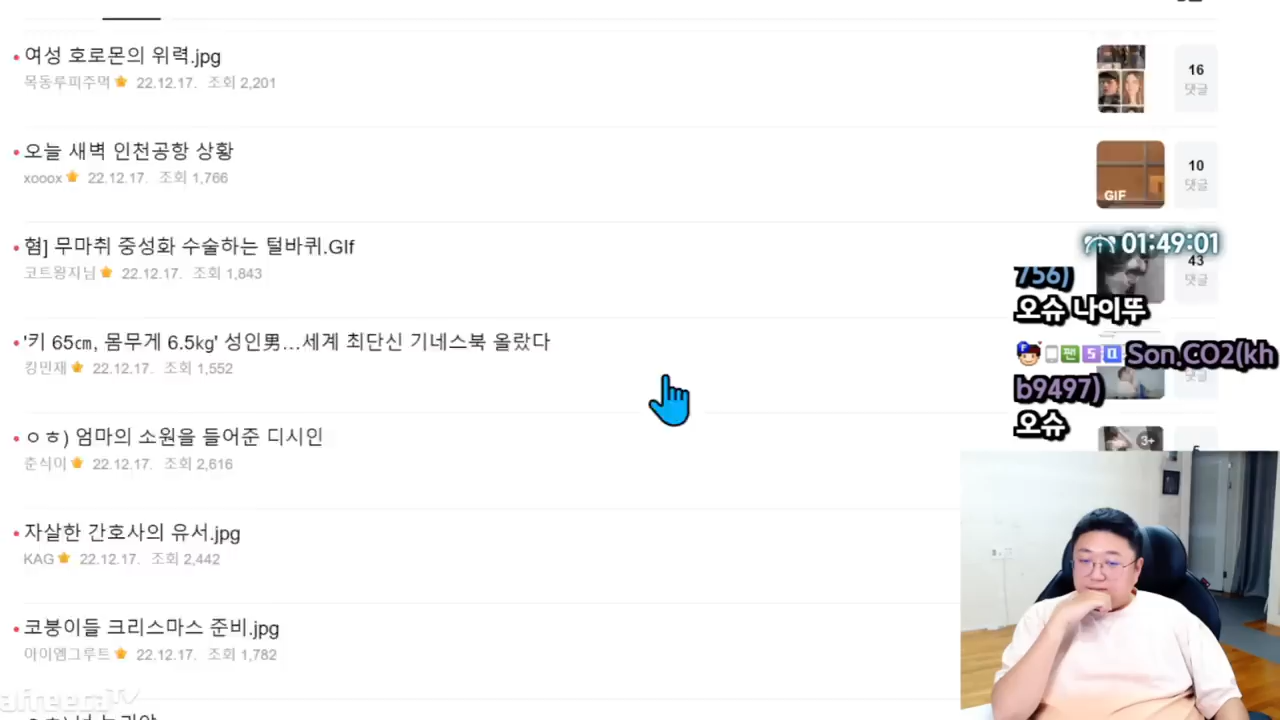 여성 호로몬의 위력.jpg
목동루피주먹 22.12.17. 조회 2,201
16
댓글
오늘 새벽 인천공항 상황
xooox 22.12.17. 조회 1,766
GIF
10
댓글
혐] 무마취 중성화 수술하는 털바퀴.GIf
코트왕지님 22.12.17. 조회 1,843
01:49:01
43
댓글
756)
오슈 나이뚜
'키 65㎝, 몸무게 6.5㎏' 성인男…세계 최단신 기네스북 올랐다
캉민재 22.12.17. 조회 1,552
팬 5 Son.CO2(kh
b9497)
오슈
댓글
ㅇㅎ) 엄마의 소원을 들어준 디시인
춘식이 22.12.17. 조회 2,616
3+
자살한 간호사의 유서.jpg
KAG 22.12.17. 조회 2,442
코붕이들 크리스마스 준비.jpg
아이엠그루트 22.12.17. 조회 1,782
afreecaTV